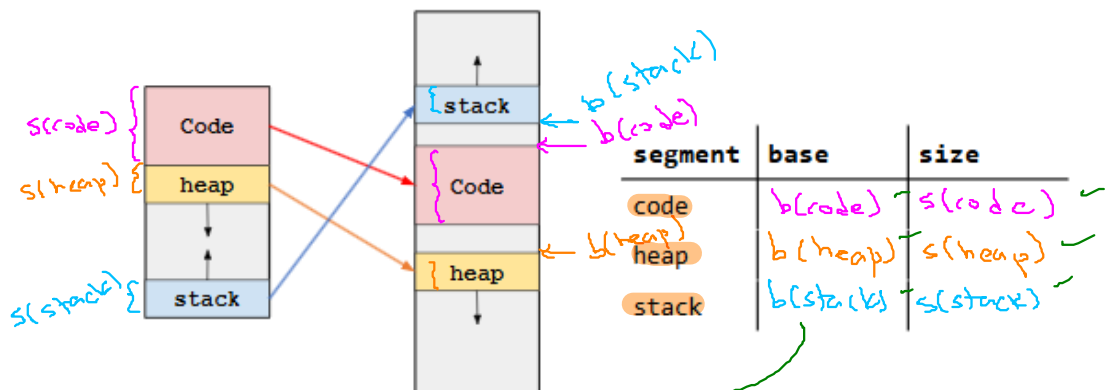 s(code)
Code
s(heap)
heap
s(stack)
stack
stack
b(stack)
b(code)
Code
b(heap)
heap
segment base size
code b(code) s(code)
heap b(heap) s(heap)
stack b(stack) s(stack)